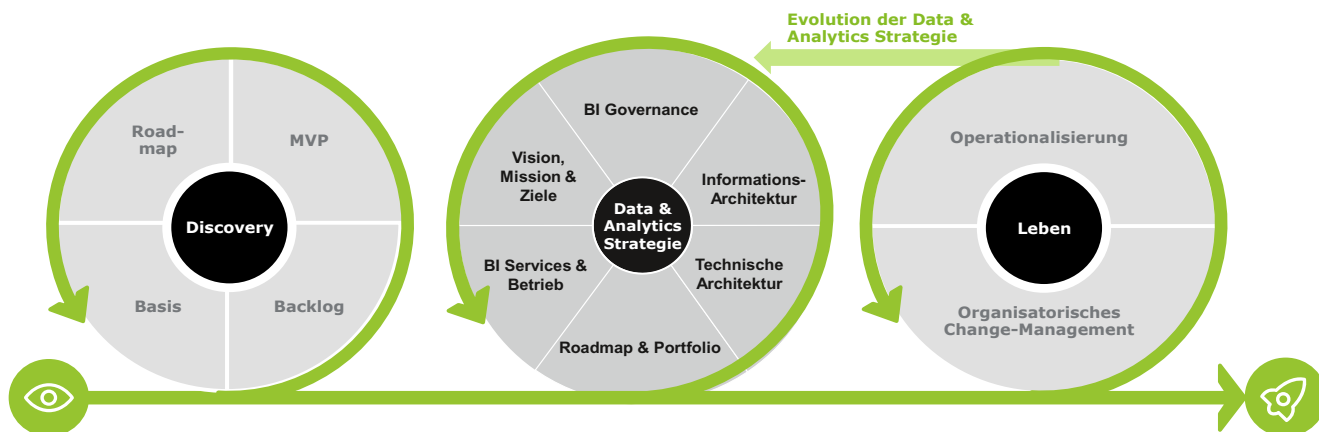 Evolution der Data &
Analytics Strategie
Road-
map
MVP
Discovery
Basis
Backlog
BI Governance
Vision,
Mission &
Ziele
Informations-
Architektur
Data &
Analytics
Strategie
BI Services &
Betrieb
Technische
Architektur
Roadmap & Portfolio
Operationalisierung
Leben
Organisatorisches
Change-Management